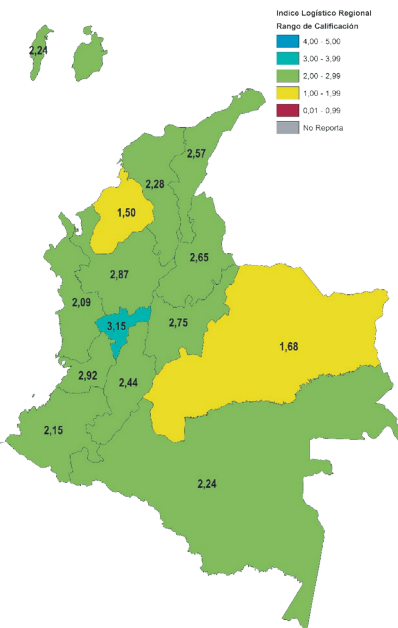 Indice Logístico Regional
Rango de Calificación
4,00 - 5,00
3,00 - 3,99
2,00 - 2,99
1,00 - 1,99
0,01 - 0,99
No Reporta
2,24
2,57
2,28
1,50
2,65
2,87
2,09
3,15
2,75
1,68
2,92
2,44
2,15
2,24